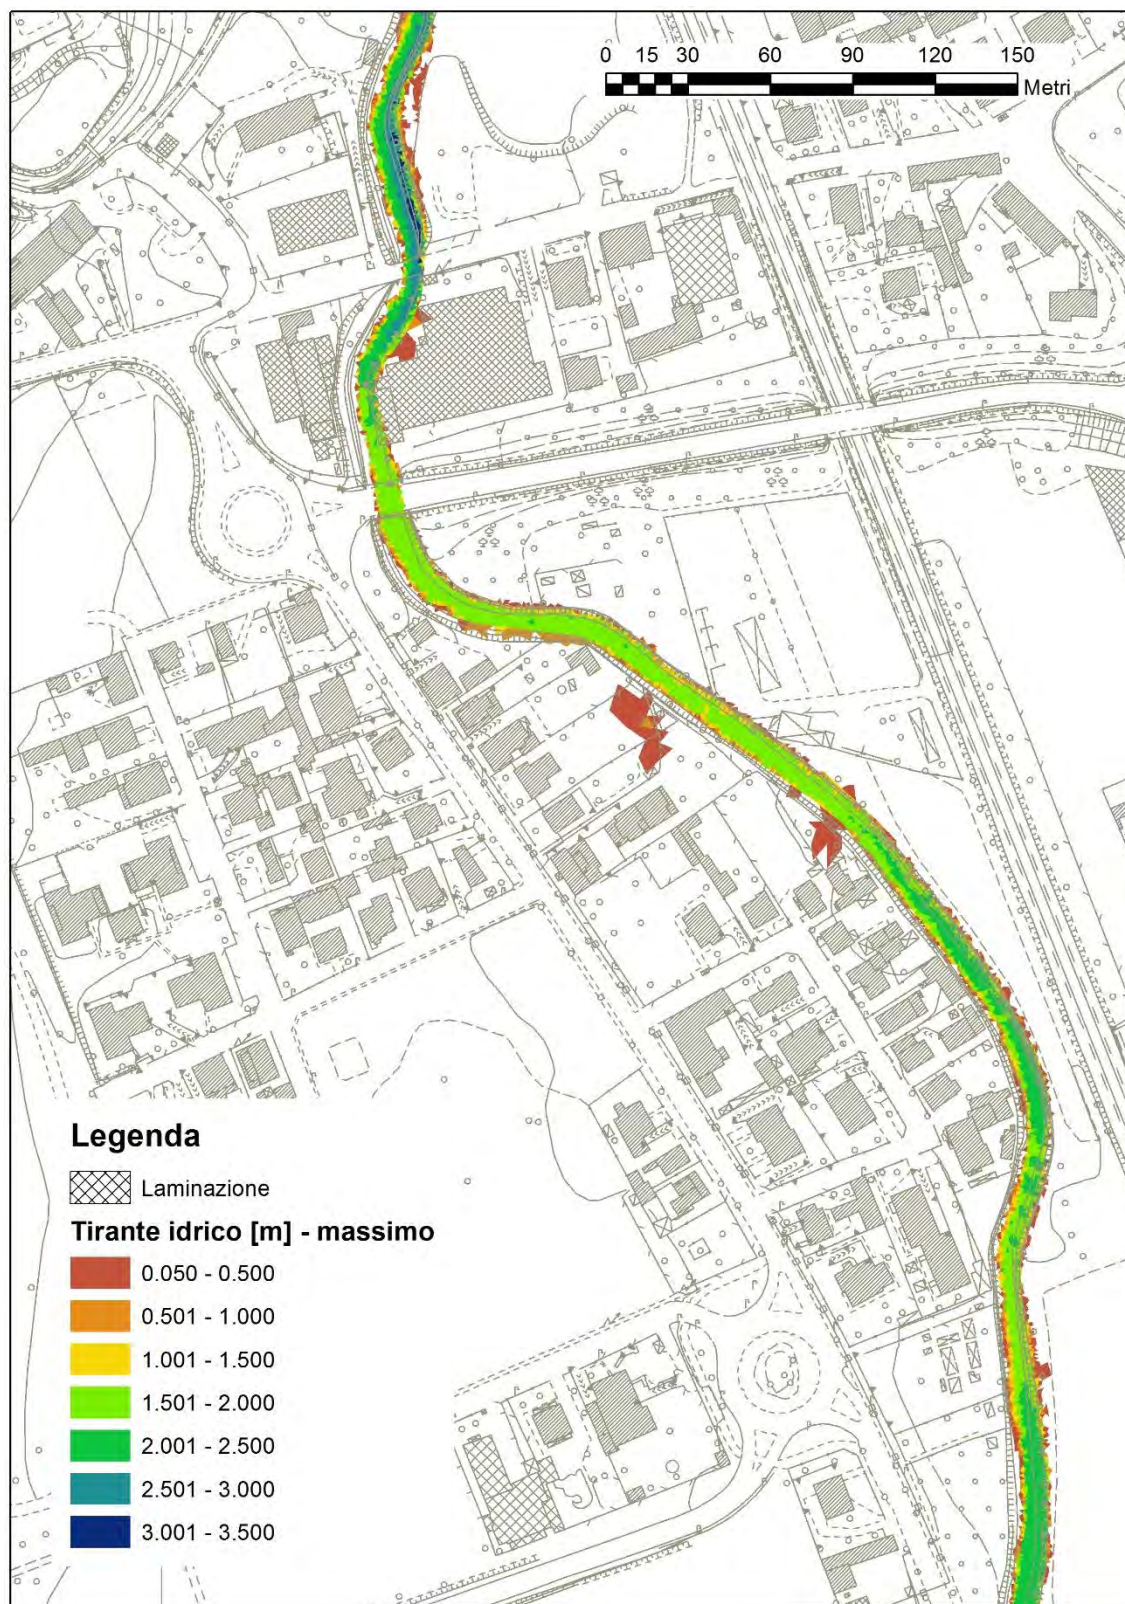 0 15 30 60 90 120 150
Metri
Legenda
Laminazione
Tirante idrico [m] - massimo
0.050 - 0.500
0.501 - 1.000
1.001 - 1.500
1.501 - 2.000
2.001 - 2.500
2.501 - 3.000
3.001 - 3.500